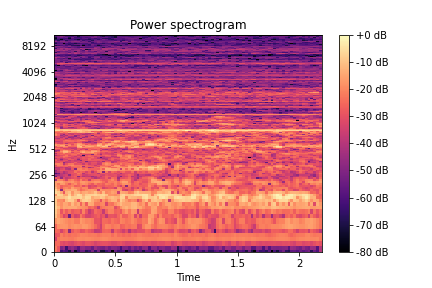 Power spectrogram
Hz
8192
4096
2048
1024
512
256
128
64
0
0
0.5
1
1.5
2
Time
+0 dB
-10 dB
-20 dB
-30 dB
-40 dB
-50 dB
-60 dB
-70 dB
-80 dB